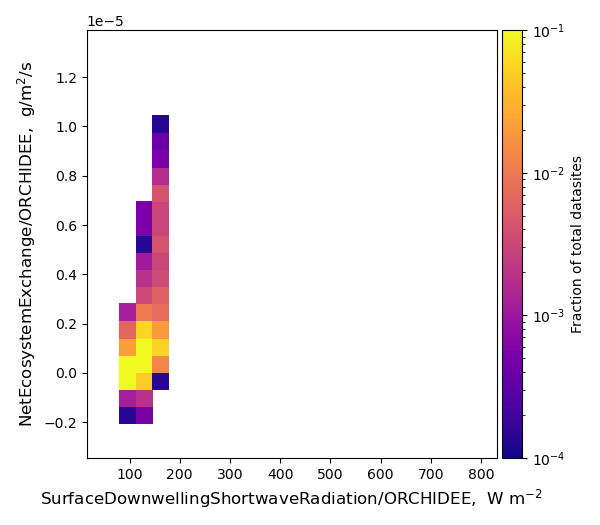 1e−5
1.2
1.0
0.8
0.6
0.4
0.2
0.0
−0.2
100 200 300 400 500 600 700 800
SurfaceDownwellingShortwaveRadiation/ORCHIDEE, W m⁻²
NetEcosystemExchange/ORCHIDEE, g/m²/s
10⁻¹
10⁻²
10⁻³
10⁻⁴
Fraction of total datasites